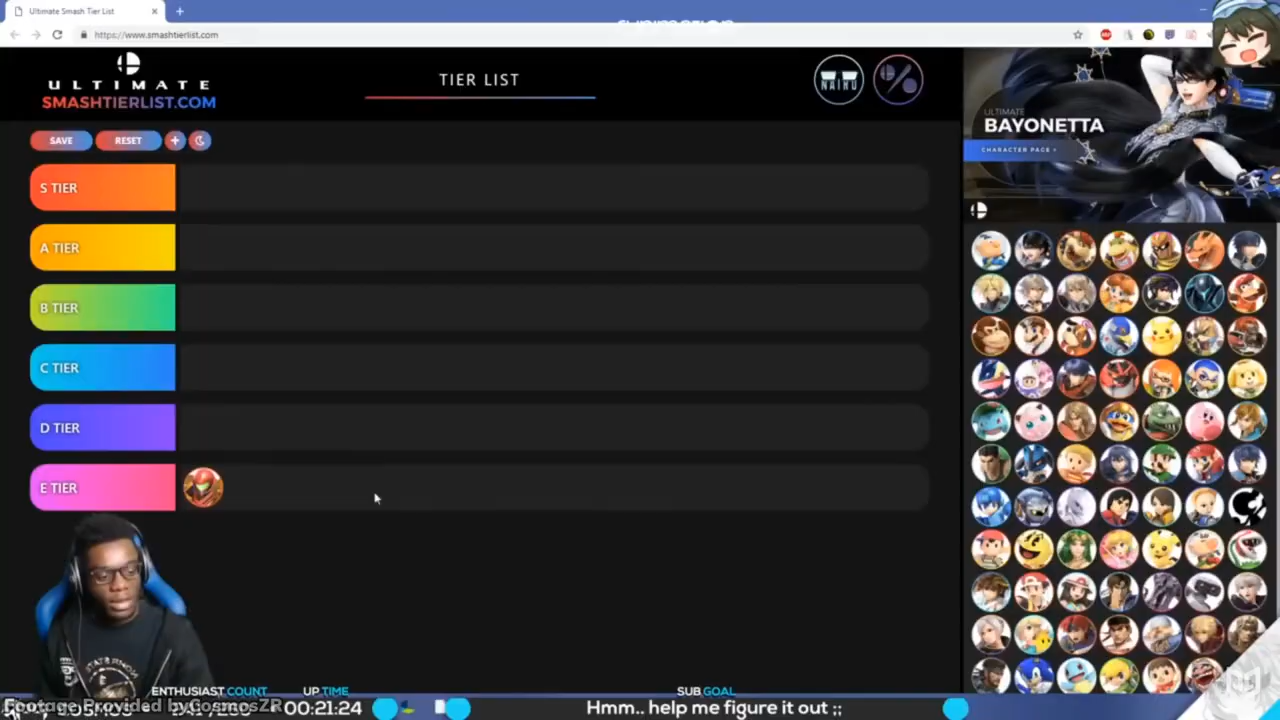 Ultimate Smash Tier List
https://www.smashtierlist.com
ULTIMATE
SMASHTIERLIST.COM
TIER LIST
NAIRO
SAVE
RESET
S TIER
A TIER
B TIER
C TIER
D TIER
E TIER
ULTIMATE
BAYONETTA
CHARACTER PAGE >
ENTHUSIAST COUNT
UP TIME
SUB GOAL
Footage Provided byCosmosZR
00:21:24
Hmm.. help me figure it out ;;